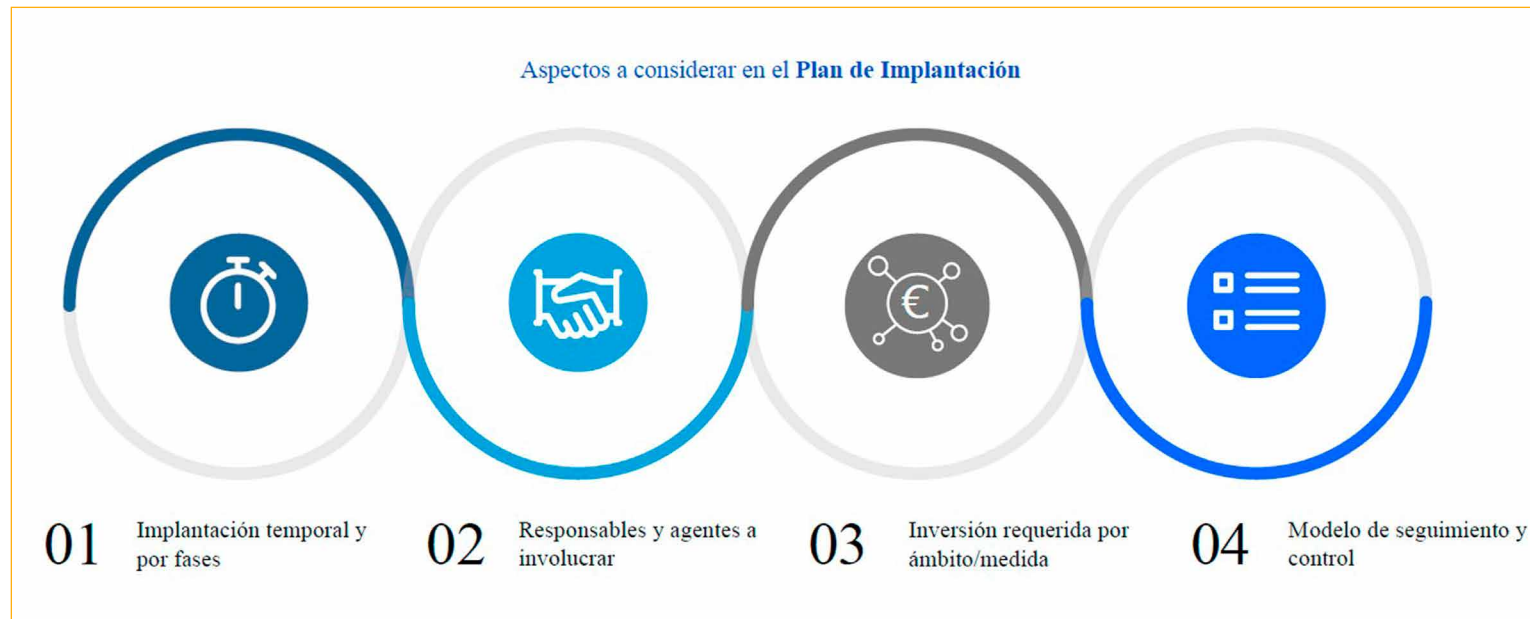 Aspectos a considerar en el Plan de Implantación
€
01
Implantación temporal y
por fases
02
Responsables y agentes a
involucrar
03
Inversión requerida por
ámbito/medida
04
Modelo de seguimiento y
control